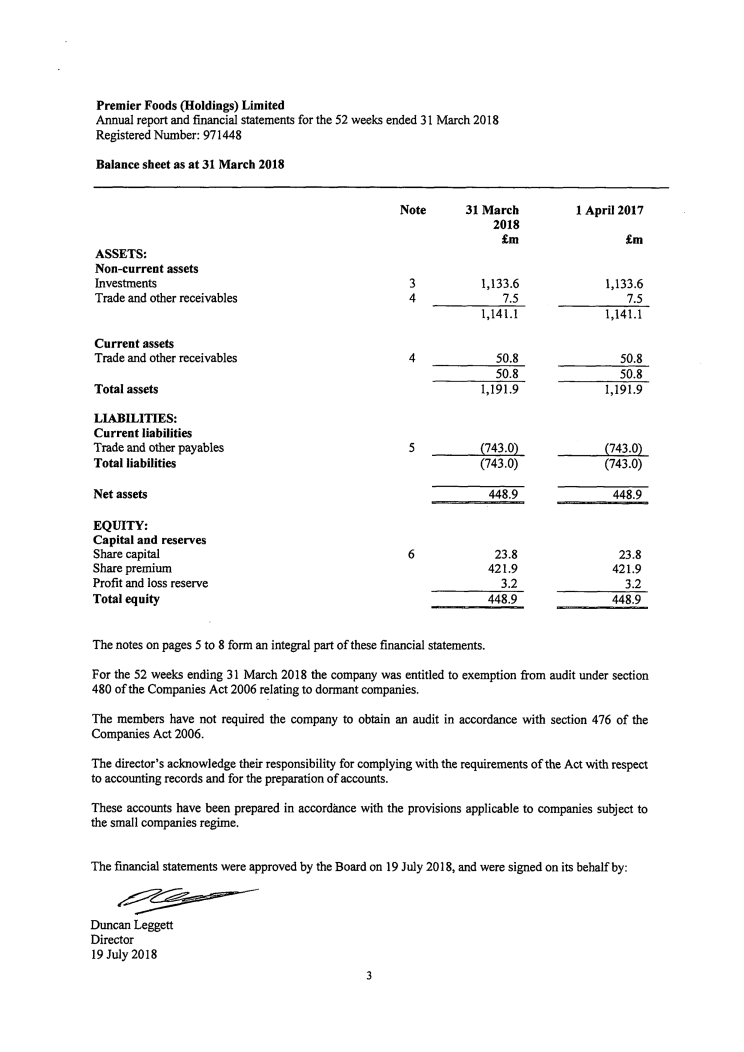 Premier Foods (Holdings) Limited
Annual report and financial statements for the 52 weeks ended 31 March 2018
Registered Number: 971448
Balance sheet as at 31 March 2018
Note 31 March 1 April 2017
2018
£m £m
ASSETS:
Non-current assets
Investments 3 1,133.6 1,133.6
Trade and other receivables 4 7.5 7.5
1,141.1 1,141.1
Current assets
Trade and other receivables 4 50.8 50.8
50.8 50.8
Total assets 1,191.9 1,191.9
LIABILITIES:
Current liabilities
Trade and other payables 5 (743.0) (743.0)
Total liabilities (743.0) (743.0)
Net assets 448.9 448.9
EQUITY:
Capital and reserves
Share capital 6 23.8 23.8
Share premium 421.9 421.9
Profit and loss reserve 3.2 3.2
Total equity 448.9 448.9
The notes on pages 5 to 8 form an integral part of these financial statements.
For the 52 weeks ending 31 March 2018 the company was entitled to exemption from audit under section
480 of the Companies Act 2006 relating to dormant companies.
The members have not required the company to obtain an audit in accordance with section 476 of the
Companies Act 2006.
The director's acknowledge their responsibility for complying with the requirements of the Act with respect
to accounting records and for the preparation of accounts.
These accounts have been prepared in accordance with the provisions applicable to companies subject to
the small companies regime.
The financial statements were approved by the Board on 19 July 2018, and were signed on its behalf by:
Duncan Leggett
Director
19 July 2018
3